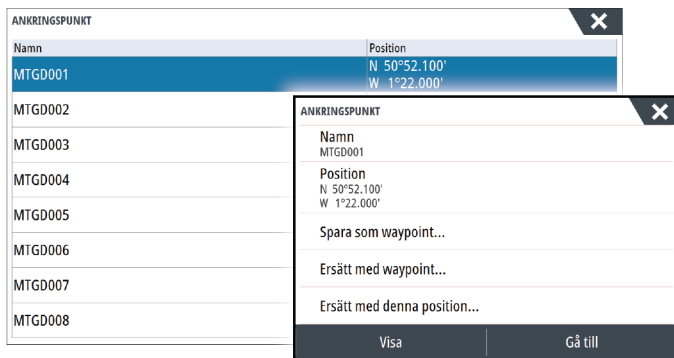 ANKRINGSPUNKT
Namn Position
MTGD001 N 50°52.100'
W 1°22.000'
MTGD002
MTGD003
MTGD004
MTGD005
MTGD006
MTGD007
MTGD008
ANKRINGSPUNKT
Namn
MTGD001
Position
N 50°52.100'
W 1°22.000'
Spara som waypoint...
Ersätt med waypoint...
Ersätt med denna position...
Visa Gå till